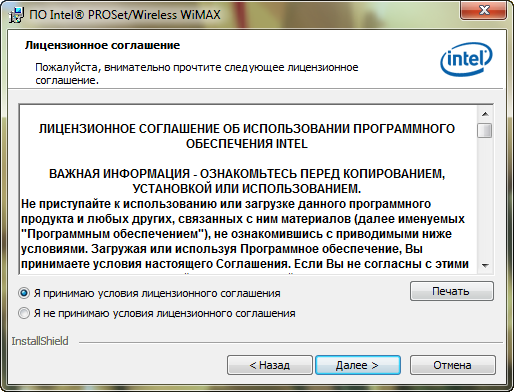 ПО Intel® PROSet/Wireless WiMAX
Лицензионное соглашение
Пожалуйста, внимательно прочтите следующее лицензионное
соглашение.
intel
ЛИЦЕНЗИОННОЕ СОГЛАШЕНИЕ ОБ ИСПОЛЬЗОВАНИИ ПРОГРАММНОГО
ОБЕСПЕЧЕНИЯ INTEL
ВАЖНАЯ ИНФОРМАЦИЯ - ОЗНАКОМЬТЕСЬ ПЕРЕД КОПИРОВАНИЕМ,
УСТАНОВКОЙ ИЛИ ИСПОЛЬЗОВАНИЕМ.
Не приступайте к использованию или загрузке данного программного
продукта и любых других, связанных с ним материалов (далее именуемых
"Программным обеспечением"), не ознакомившись с приводимыми ниже
условиями. Загружая или используя Программное обеспечение, Вы
принимаете условия настоящего Соглашения. Если Вы не согласны с этими
Я принимаю условия лицензионного соглашения
Печать
Я не принимаю условия лицензионного соглашения
InstallShield
< Назад
Далее >
Отмена